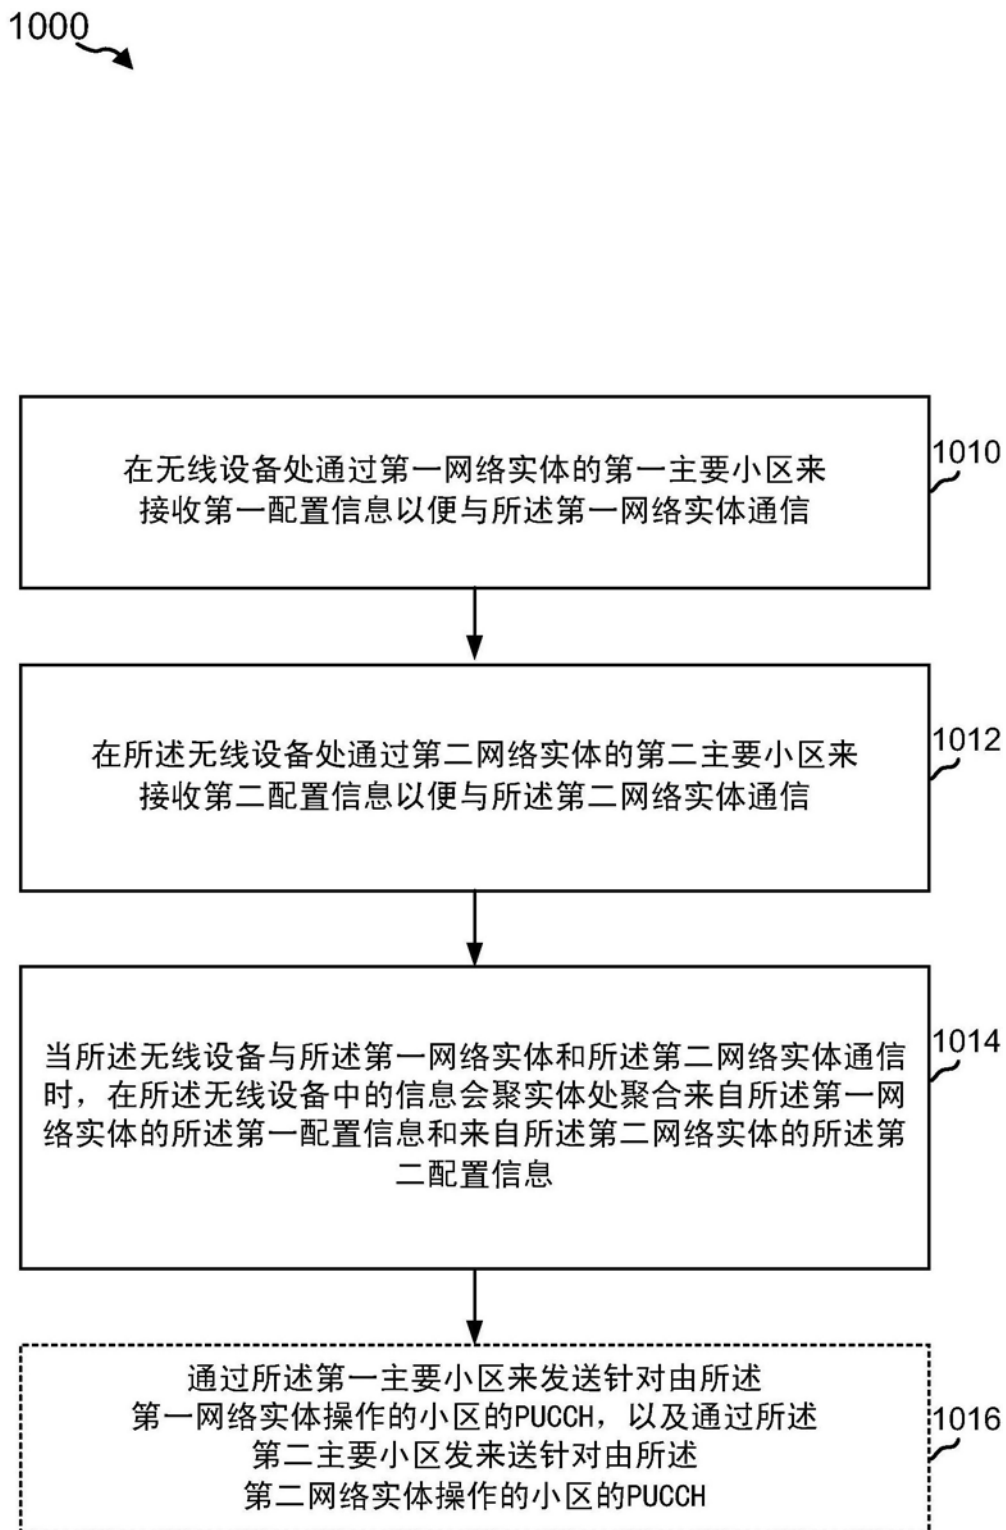 1000
在无线设备处通过第一网络实体的第一主要小区来
接收第一配置信息以便与所述第一网络实体通信
1010
在所述无线设备处通过第二网络实体的第二主要小区来
接收第二配置信息以便与所述第二网络实体通信
1012
当所述无线设备与所述第一网络实体和所述第二网络实体通信
时，在所述无线设备中的信息会聚实体处聚合来自所述第一网
络实体的所述第一配置信息和来自所述第二网络实体的所述第
二配置信息
1014
通过所述第一主要小区来发送针对由所述
第一网络实体操作的小区的PUCCH，以及通过所述
第二主要小区发来送针对由所述
第二网络实体操作的小区的PUCCH
1016